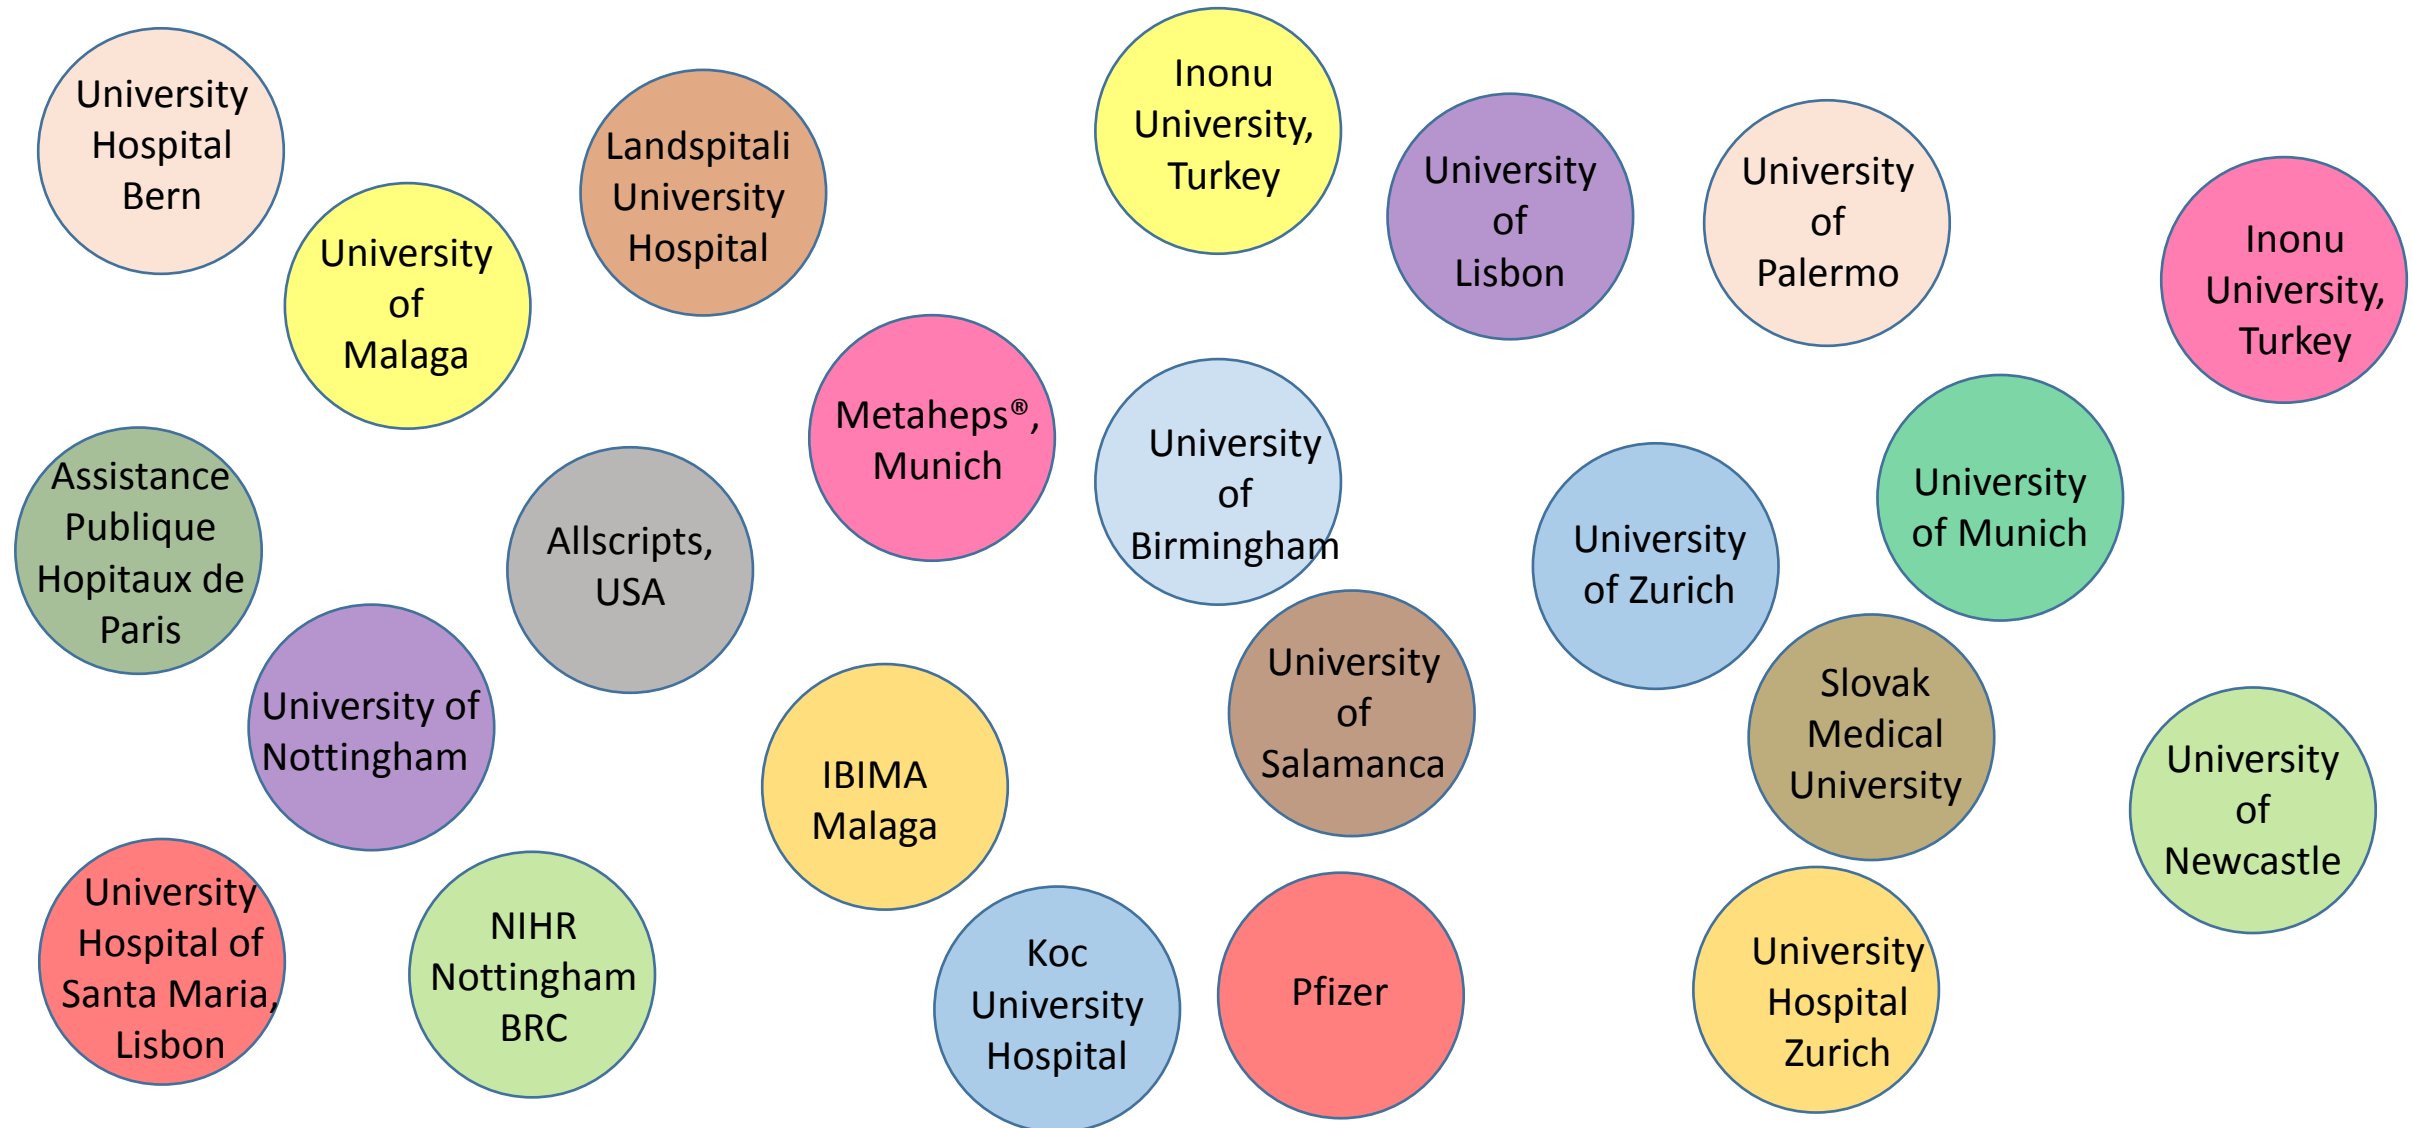 University
Hospital
Bern
University
of
Malaga
Landspitali
University
Hospital
Inonu
University,
Turkey
University
of
Lisbon
University
of
Palermo
Inonu
University,
Turkey
Metaheps®,
Munich
University
of
Birmingham
University
of Zurich
University
of Munich
Assistance
Publique
Hopitaux de
Paris
Allscripts,
USA
University of
Nottingham
IBIMA
Malaga
University
of
Salamanca
Slovak
Medical
University
University
of
Newcastle
University
Hospital of
Santa Maria,
Lisbon
NIHR
Nottingham
BRC
Koc
University
Hospital
Pfizer
University
Hospital
Zurich